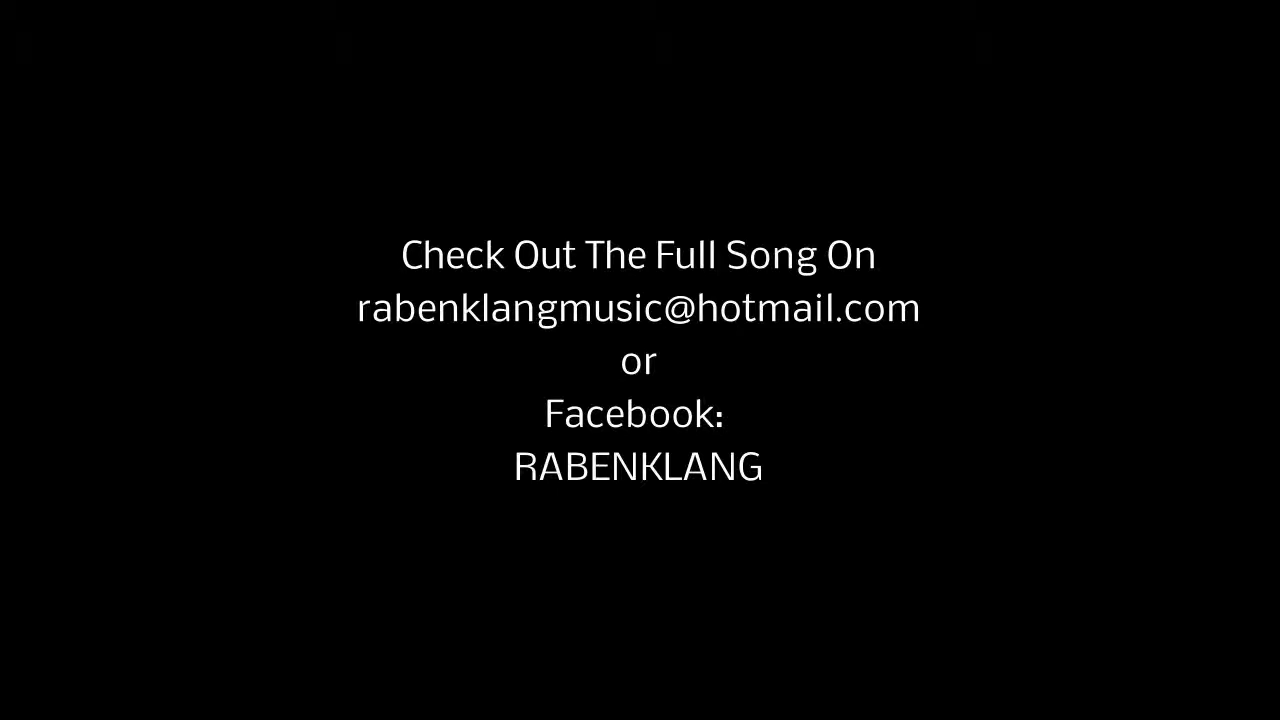 Check Out The Full Song On
rabenklangmusic@hotmail.com
or
Facebook:
RABENKLANG